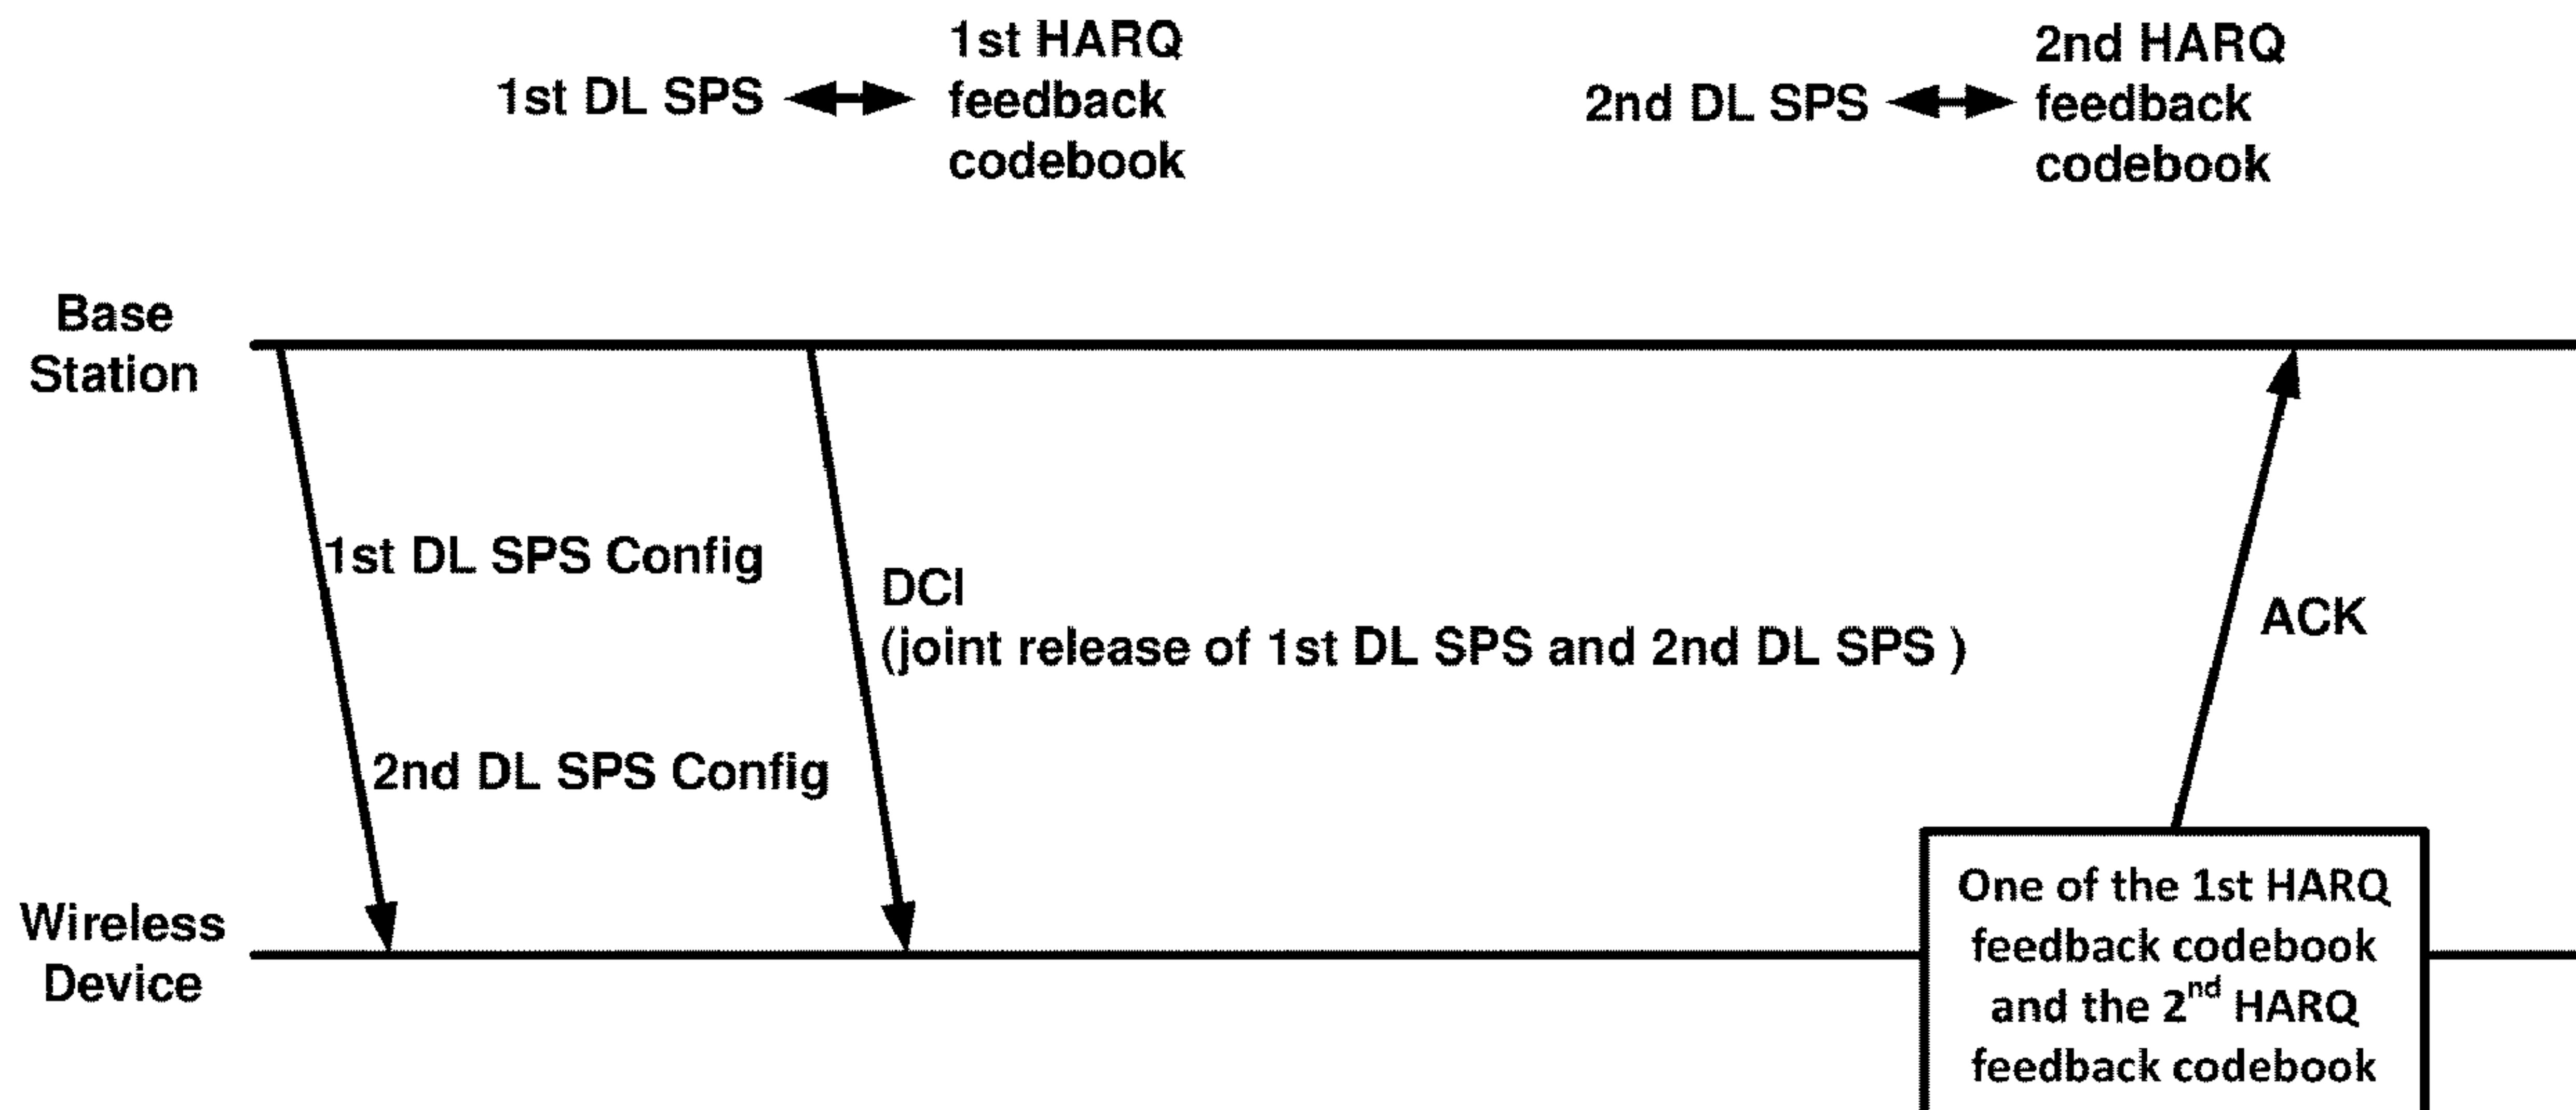 1st DL SPS
1st HARQ
feedback
codebook
2nd DL SPS
2nd HARQ
feedback
codebook
Base
Station
1st DL SPS Config
2nd DL SPS Config
DCI
(joint release of 1st DL SPS and 2nd DL SPS )
ACK
Wireless
Device
One of the 1st HARQ
feedback codebook
and the 2nd HARQ
feedback codebook